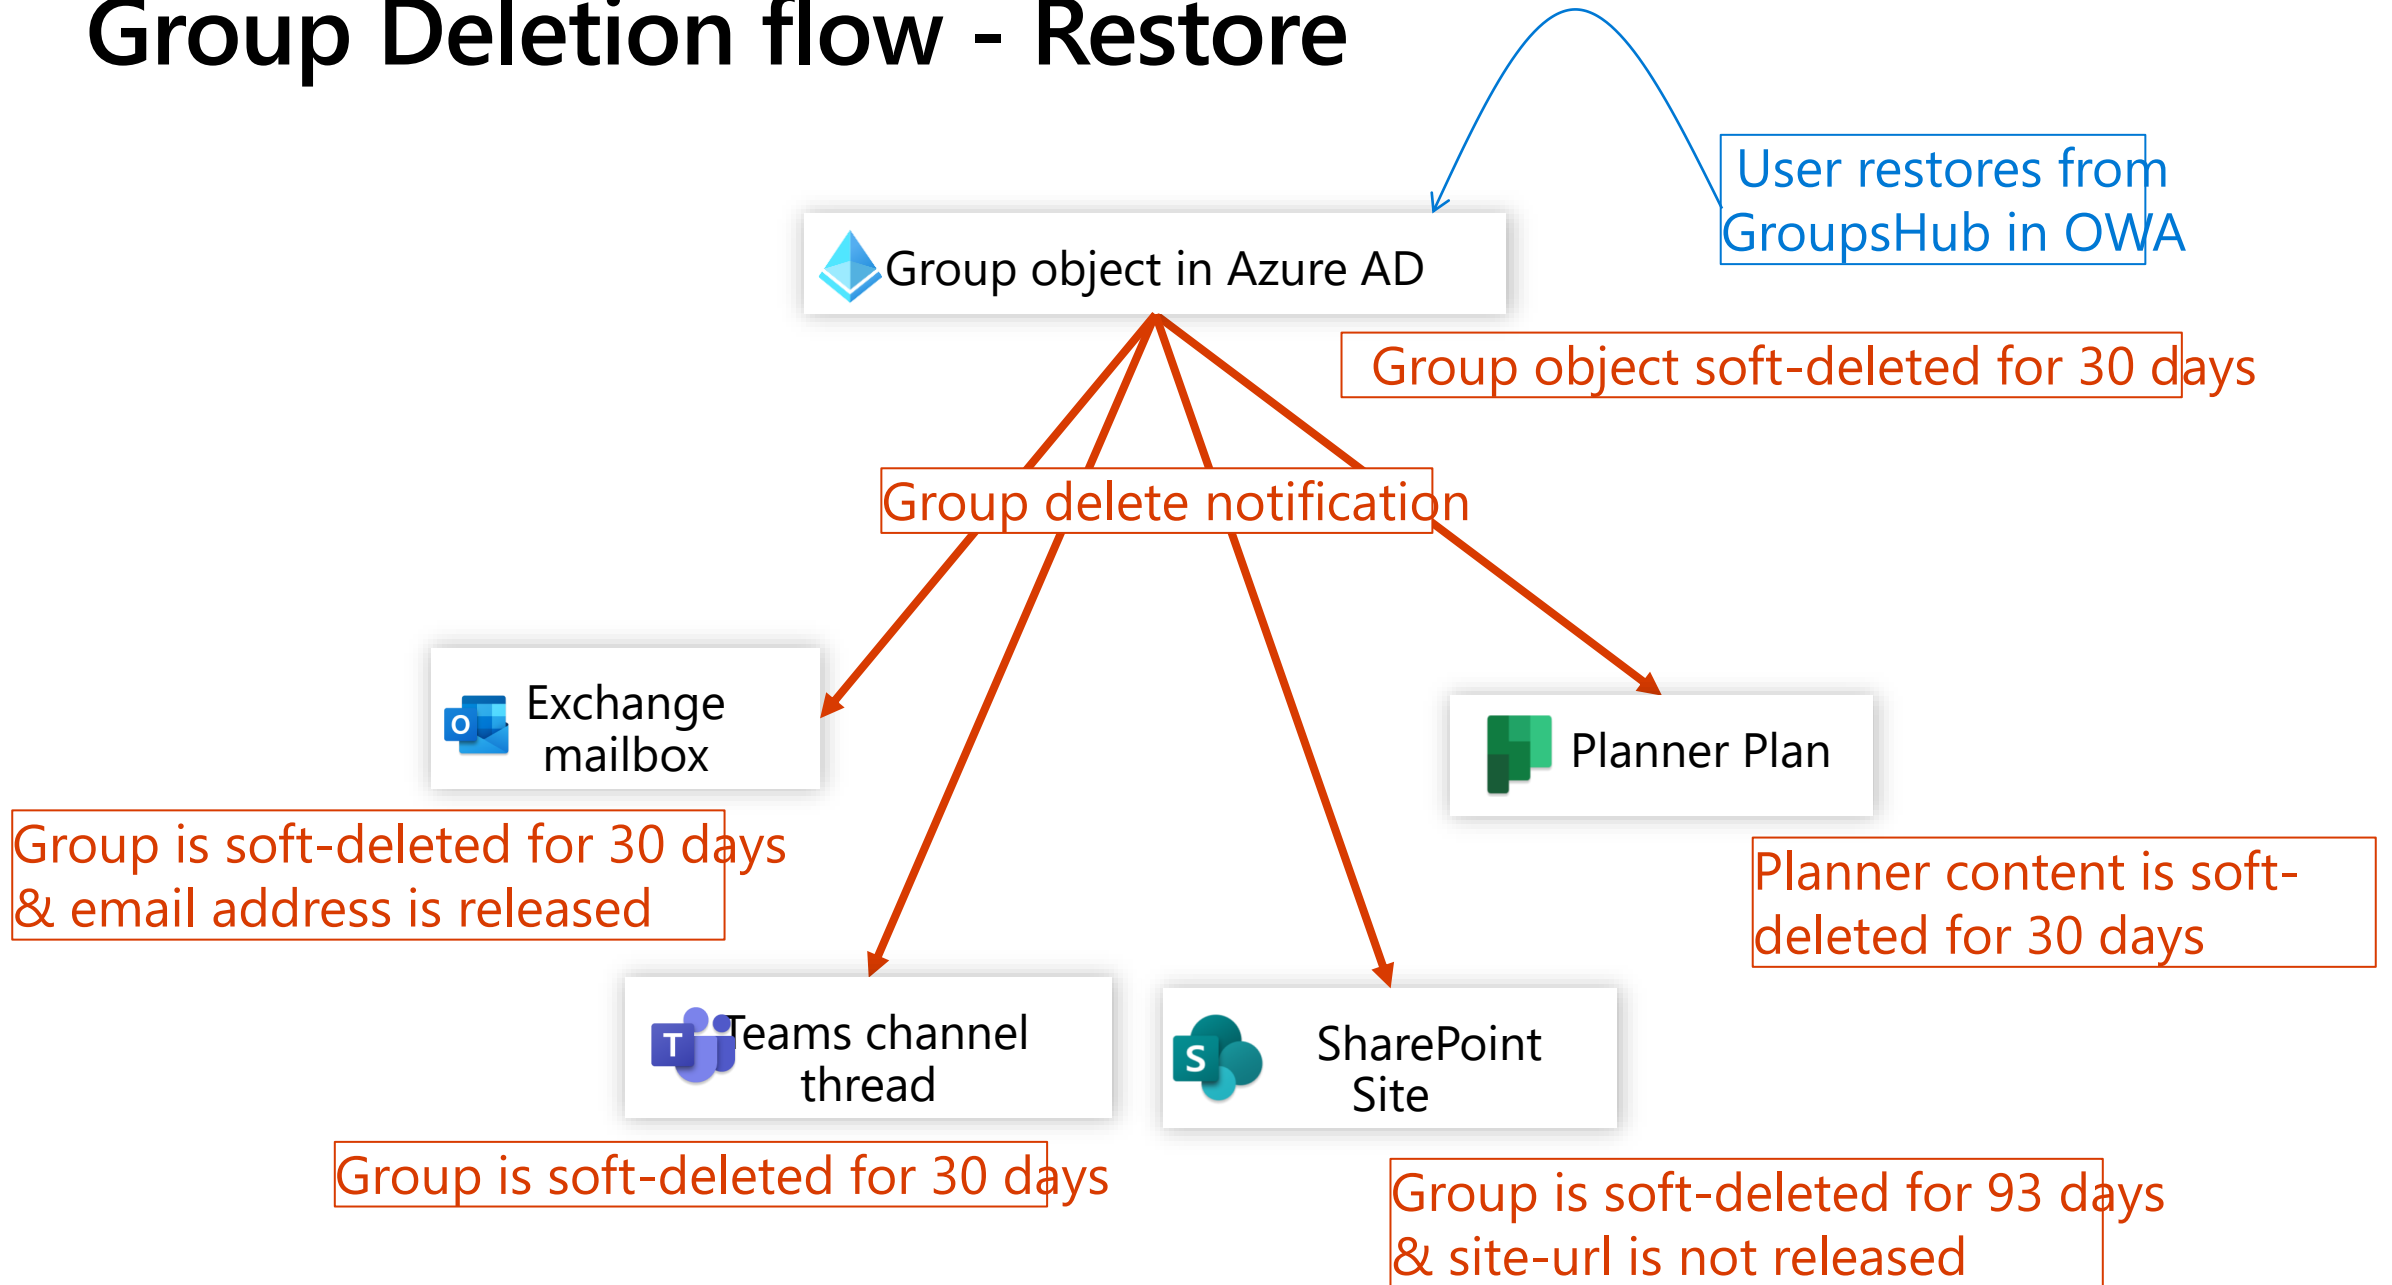 Group Deletion flow - Restore
User restores from
GroupsHub in OWA
Group object in Azure AD
Group object soft-deleted for 30 days
Group delete notification
Exchange
mailbox
O
Planner Plan
Group is soft-deleted for 30 days
& email address is released
Planner content is soft-
deleted for 30 days
T
Teams channel
thread
S
SharePoint
Site
Group is soft-deleted for 30 days
Group is soft-deleted for 93 days
& site-url is not released